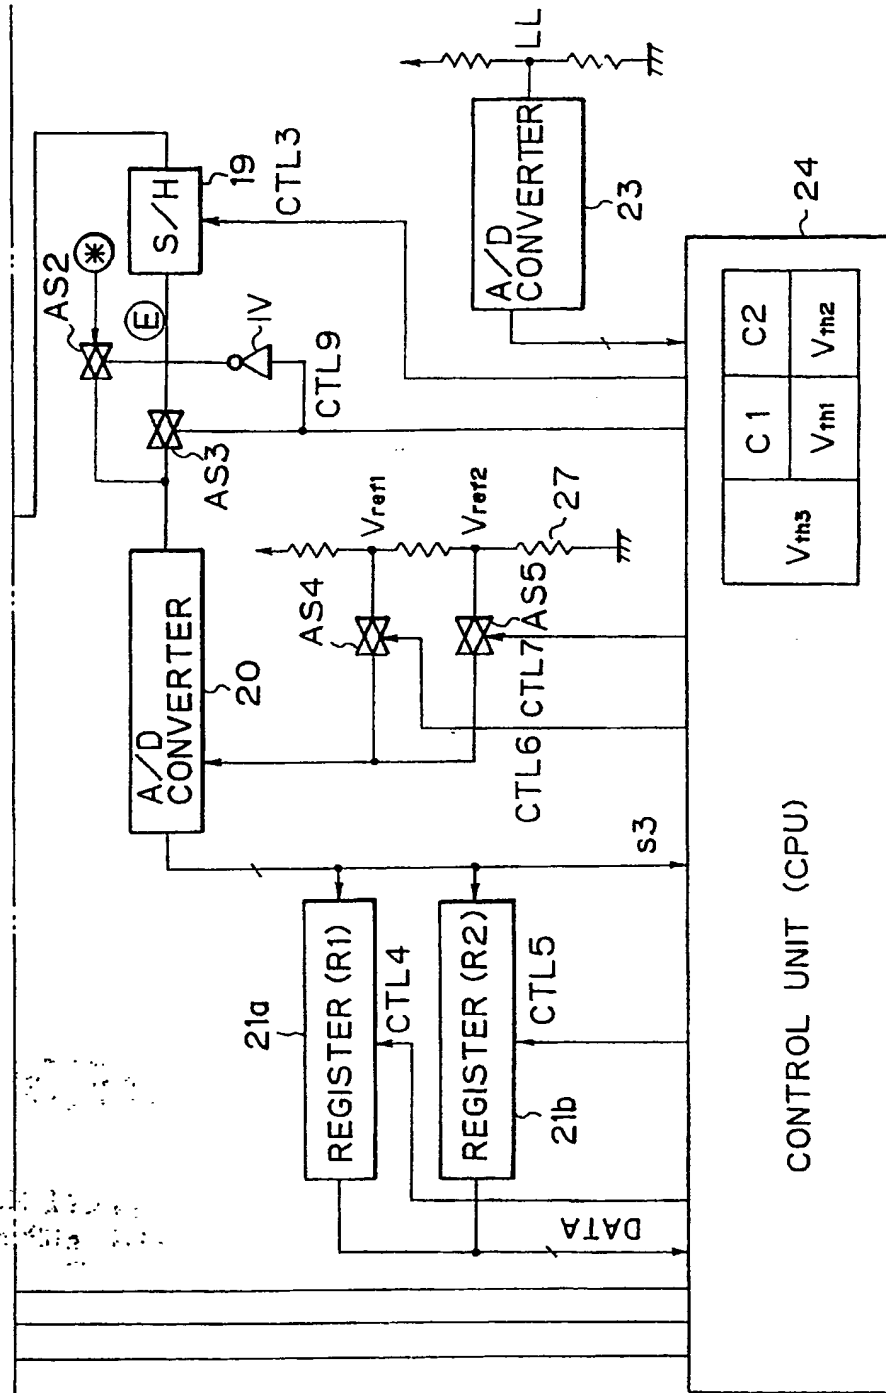 LL
A/D
CONVERTER
23
S/H
19
CTL3
AS2
*
E
IV
CTL9
AS3
A/D
CONVERTER
20
Vref1
Vref2
27
AS4
AS5
CTL6
CTL7
s3
REGISTER (R1)
21a
CTL4
REGISTER (R2)
21b
CTL5
DATA
24
C1
C2
Vth3
Vth1
Vth2
CONTROL UNIT (CPU)